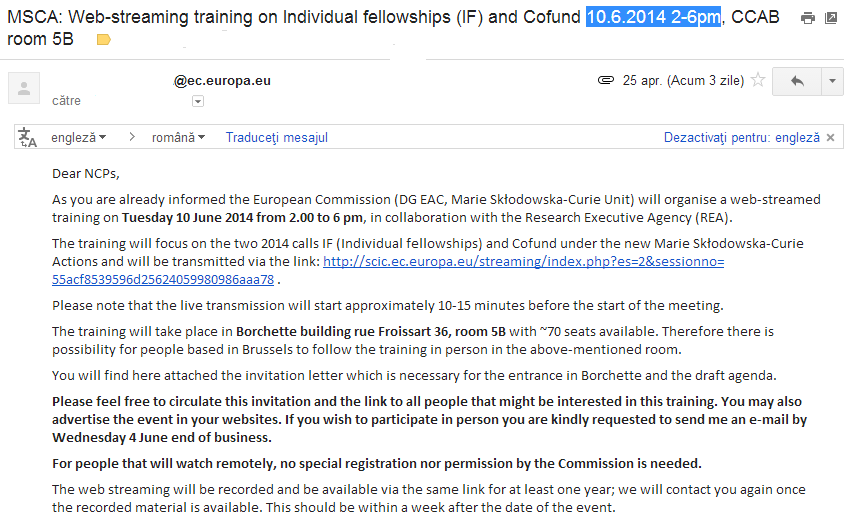 MSCA: Web-streaming training on Individual fellowships (IF) and Cofund 10.6.2014 2-6pm, CCAB
room 5B
@ec.europa.eu
25 apr. (Acum 3 zile)
către
engleză
română
Traduceți mesajul
Dezactivați pentru: engleză
Dear NCPs,
As you are already informed the European Commission (DG EAC, Marie Skłodowska-Curie Unit) will organise a web-streamed
training on Tuesday 10 June 2014 from 2.00 to 6 pm, in collaboration with the Research Executive Agency (REA).
The training will focus on the two 2014 calls IF (Individual fellowships) and Cofund under the new Marie Skłodowska-Curie
Actions and will be transmitted via the link: http://scic.ec.europa.eu/streaming/index.php?es=2&sessionno=
55acf8539596d25624059980986aaa78 .
Please note that the live transmission will start approximately 10-15 minutes before the start of the meeting.
The training will take place in Borchette building rue Froissart 36, room 5B with ~70 seats available. Therefore there is
possibility for people based in Brussels to follow the training in person in the above-mentioned room.
You will find here attached the invitation letter which is necessary for the entrance in Borchette and the draft agenda.
Please feel free to circulate this invitation and the link to all people that might be interested in this training. You may also
advertise the event in your websites. If you wish to participate in person you are kindly requested to send me an e-mail by
Wednesday 4 June end of business.
For people that will watch remotely, no special registration nor permission by the Commission is needed.
The web streaming will be recorded and be available via the same link for at least one year; we will contact you again once
the recorded material is available. This should be within a week after the date of the event.